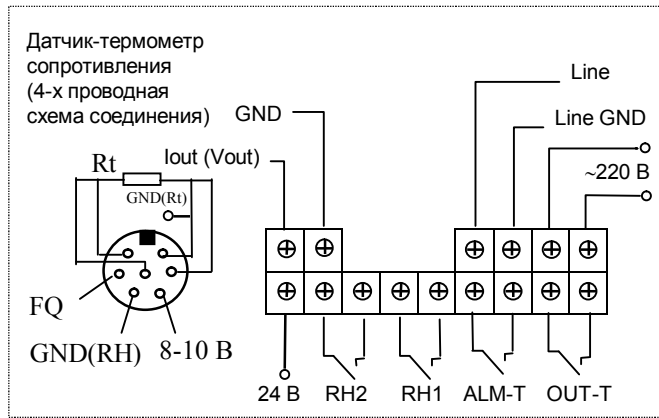 Датчик-термометр
сопротивления
(4-х проводная
схема соединения)
GND
Line
Line GND
Rt
Iout (Vout)
~220 В
GND(Rt)
FQ
GND(RH)
8-10 В
24 В
RH2
RH1
ALM-T
OUT-T